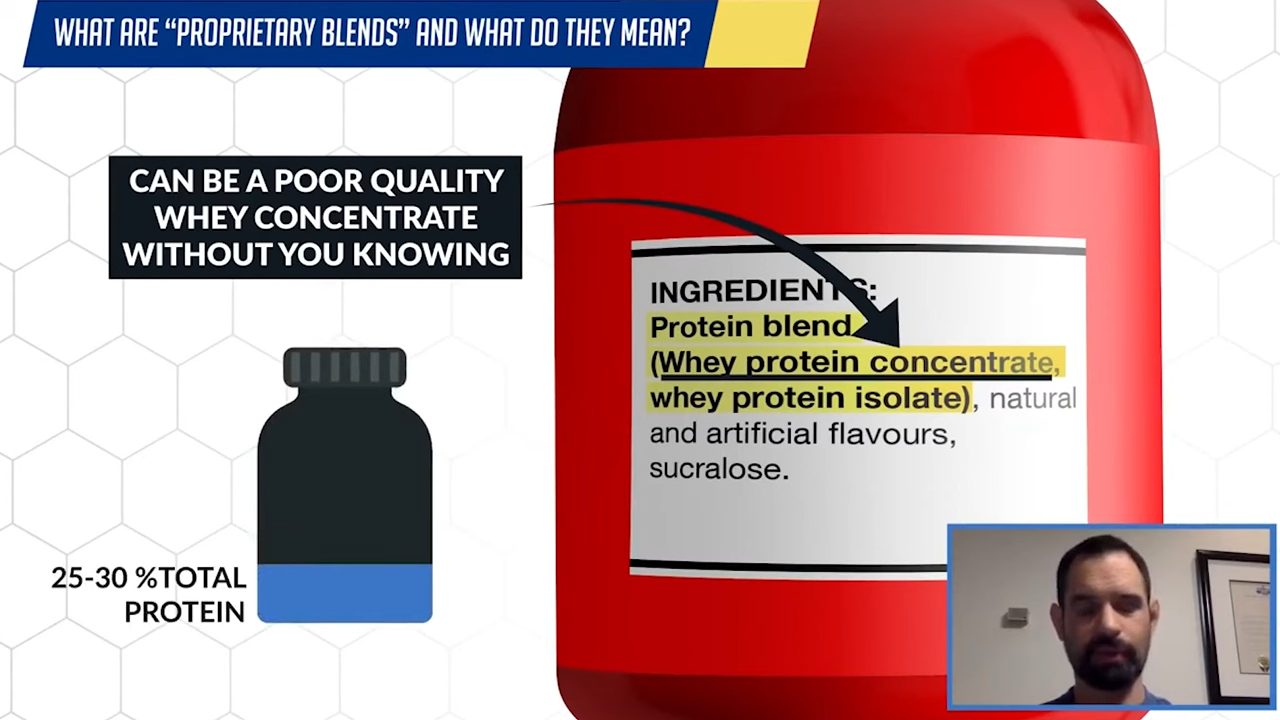 WHAT ARE “PROPRIETARY BLENDS” AND WHAT DO THEY MEAN?
CAN BE A POOR QUALITY
WHEY CONCENTRATE
WITHOUT YOU KNOWING
INGREDIENTS:
Protein blend
(Whey protein concentrate,
whey protein isolate), natural
and artificial flavours,
sucralose.
25-30 %TOTAL
PROTEIN